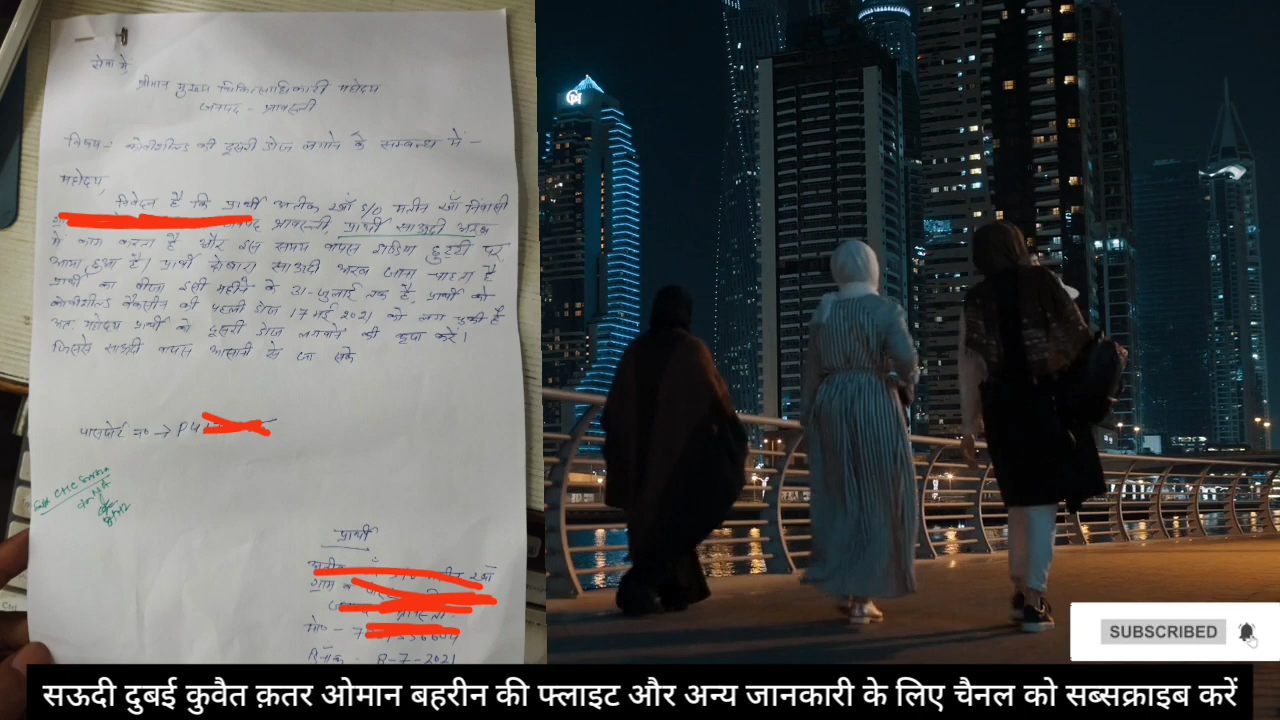 सेवा में,
श्रीमान मुख्य चिकित्साधिकारी महोदय
जनपद - श्रावस्ती
विषय -: कोवीशील्ड की दूसरी डोज लगाने के सम्बन्ध में -
महोदय,
निवेदन है कि प्रार्थी अतीक खाँ S/O मतीन खाँ निवासी
जनपद श्रावस्ती, प्रार्थी साऊदी अरब
में काम करता है और इस समय वापस इंडिया छुट्टी पर
आया हुआ है। प्रार्थी दोबारा साऊदी अरब जाना चाहता है
प्रार्थी का वीजा इसी महीने के 31-जुलाई तक है, प्रार्थी को
कोवीशील्ड वैक्सीन की पहली डोज 17 मई 2021 को लग चुकी है
अतः महोदय प्रार्थी को दूसरी डोज लगवाने की कृपा करें।
जिससे साऊदी वापस आसानी से जा सके
पासपोर्ट न० → P4
प्रार्थी
खाँ
ग्राम
मो० - 7
दिनाँक - 8-7-2021
SUBSCRIBED
सऊदी दुबई कुवैत क़तर ओमान बहरीन की फ्लाइट और अन्य जानकारी के लिए चैनल को सब्सक्राइब करें